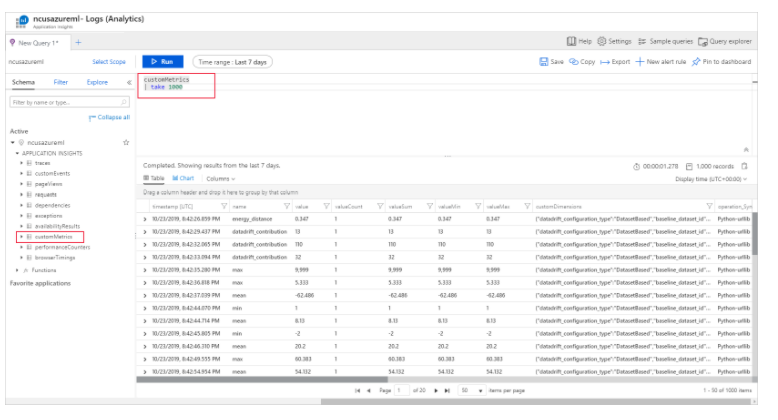 ncusazureml- Logs (Analytics)
Application Insights
New Query 1* +
Help Settings Sample queries Query explorer
ncusazureml Select Scope Run Time range : Last 7 days
Save Copy Export New alert rule Pin to dashboard
Schema Filter Explore «
customMetrics
| take 1000
Filter by name or type...
Collapse all
Active
ncusazureml
APPLICATION INSIGHTS
traces
customEvents
pageViews
requests
dependencies
exceptions
availabilityResults
customMetrics
performanceCounters
browserTimings
Functions
Favorite applications
Completed. Showing results from the last 7 days.
00:00:01.278 1,000 records
Table Chart Columns
Display time (UTC+00:00)
Drag a column header and drop it here to group by that column
timestamp [UTC] name value valueCount valueSum valueMin valueMax customDimensions operation_Syn
10/23/2019, 8:42:26.859 PM energy_distance 0.347 1 0.347 0.347 0.347 {"datadrift_configuration_type":"DatasetBased","baseline_dataset_id"... Python-urllib
10/23/2019, 8:42:29.437 PM datadrift_contribution 13 1 13 13 13 {"datadrift_configuration_type":"DatasetBased","baseline_dataset_id"... Python-urllib
10/23/2019, 8:42:32.065 PM datadrift_contribution 110 1 110 110 110 {"datadrift_configuration_type":"DatasetBased","baseline_dataset_id"... Python-urllib
10/23/2019, 8:42:33.094 PM datadrift_contribution 32 1 32 32 32 {"datadrift_configuration_type":"DatasetBased","baseline_dataset_id"... Python-urllib
10/23/2019, 8:42:35.280 PM max 9,999 1 9,999 9,999 9,999 {"datadrift_configuration_type":"DatasetBased","baseline_dataset_id"... Python-urllib
10/23/2019, 8:42:36.818 PM max 5.333 1 5.333 5.333 5.333 {"datadrift_configuration_type":"DatasetBased","baseline_dataset_id"... Python-urllib
10/23/2019, 8:42:37.039 PM mean -62.486 1 -62.486 -62.486 -62.486 {"datadrift_configuration_type":"DatasetBased","baseline_dataset_id"... Python-urllib
10/23/2019, 8:42:44.070 PM min 1 1 1 1 1 {"datadrift_configuration_type":"DatasetBased","baseline_dataset_id"... Python-urllib
10/23/2019, 8:42:44.714 PM mean 8.13 1 8.13 8.13 8.13 {"datadrift_configuration_type":"DatasetBased","baseline_dataset_id"... Python-urllib
10/23/2019, 8:42:45.805 PM min -2 1 -2 -2 -2 {"datadrift_configuration_type":"DatasetBased","baseline_dataset_id"... Python-urllib
10/23/2019, 8:42:46.310 PM mean 20.2 1 20.2 20.2 20.2 {"datadrift_configuration_type":"DatasetBased","baseline_dataset_id"... Python-urllib
10/23/2019, 8:42:49.555 PM max 60.383 1 60.383 60.383 60.383 {"datadrift_configuration_type":"DatasetBased","baseline_dataset_id"... Python-urllib
10/23/2019, 8:42:54.054 PM mean 54.132 1 54.132 54.132 54.132 {"datadrift_configuration_type":"DatasetBased","baseline_dataset_id"... Python-urllib
Page 1 of 20 50 items per page
1 - 50 of 1000 items